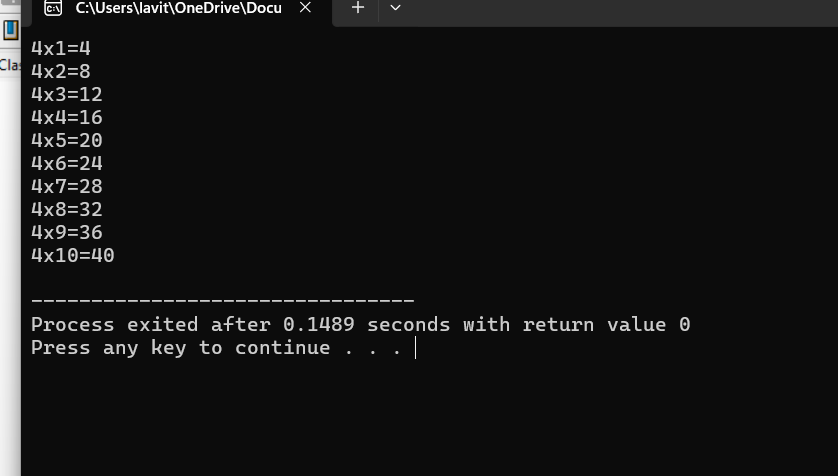 C:\Users\lavit\OneDrive\Docu
4x1=4
4x2=8
4x3=12
4x4=16
4x5=20
4x6=24
4x7=28
4x8=32
4x9=36
4x10=40
--------------------------------
Process exited after 0.1489 seconds with return value 0
Press any key to continue . . .
Clas